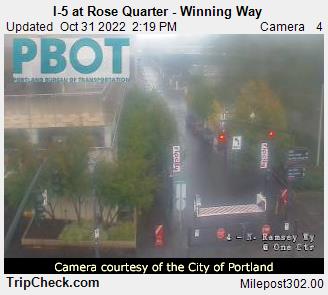 I-5 at Rose Quarter - Winning Way
Updated Oct 31 2022 2:19 PM Camera 4
PBOT
PORTLAND BUREAU OF TRANSPORTATION
4 - N. Ramsey Wy
@ One Ctr
Camera courtesy of the City of Portland
TripCheck.com Milepost302.00